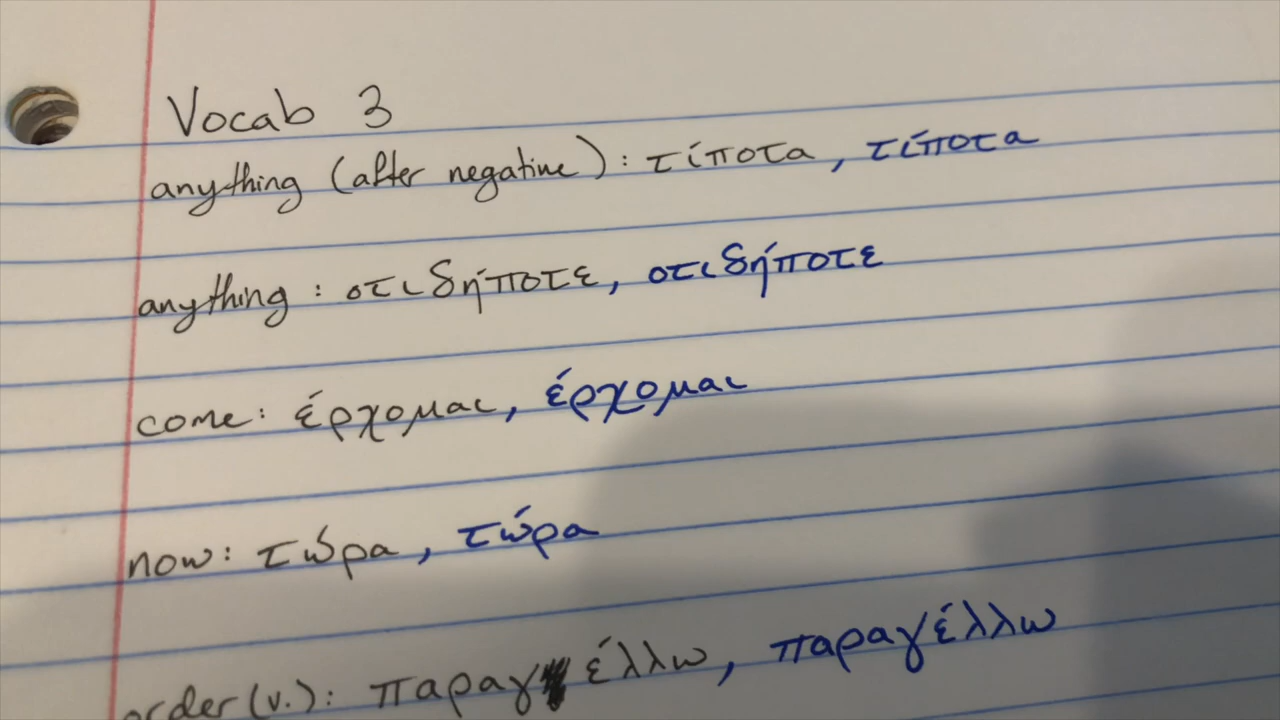 Vocab 3
anything (after negative): τίποτα, τίποτα
anything: οτιδήποτε, οτιδήποτε
come: έρχομαι, έρχομαι
now: τώρα, τώρα
order (v.): παραγέλλω, παραγέλλω